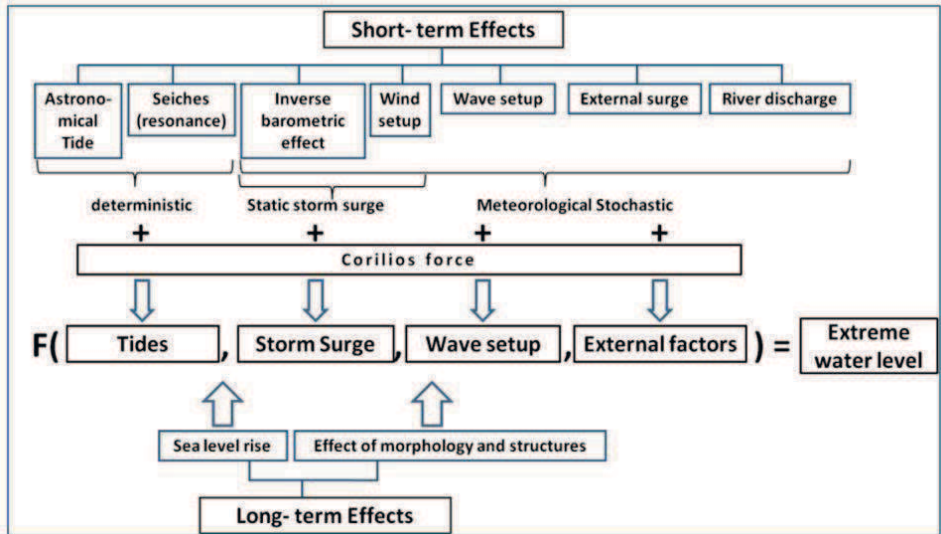 Short- term Effects
Astrono-
mical
Tide
Seiches
(resonance)
Inverse
barometric
effect
Wind
setup
Wave setup
External surge
River discharge
deterministic
Static storm surge
Meteorological Stochastic
+ + + +
Corilios force
F( Tides , Storm Surge , Wave setup , External factors ) =
Extreme
water level
Sea level rise
Effect of morphology and structures
Long- term Effects